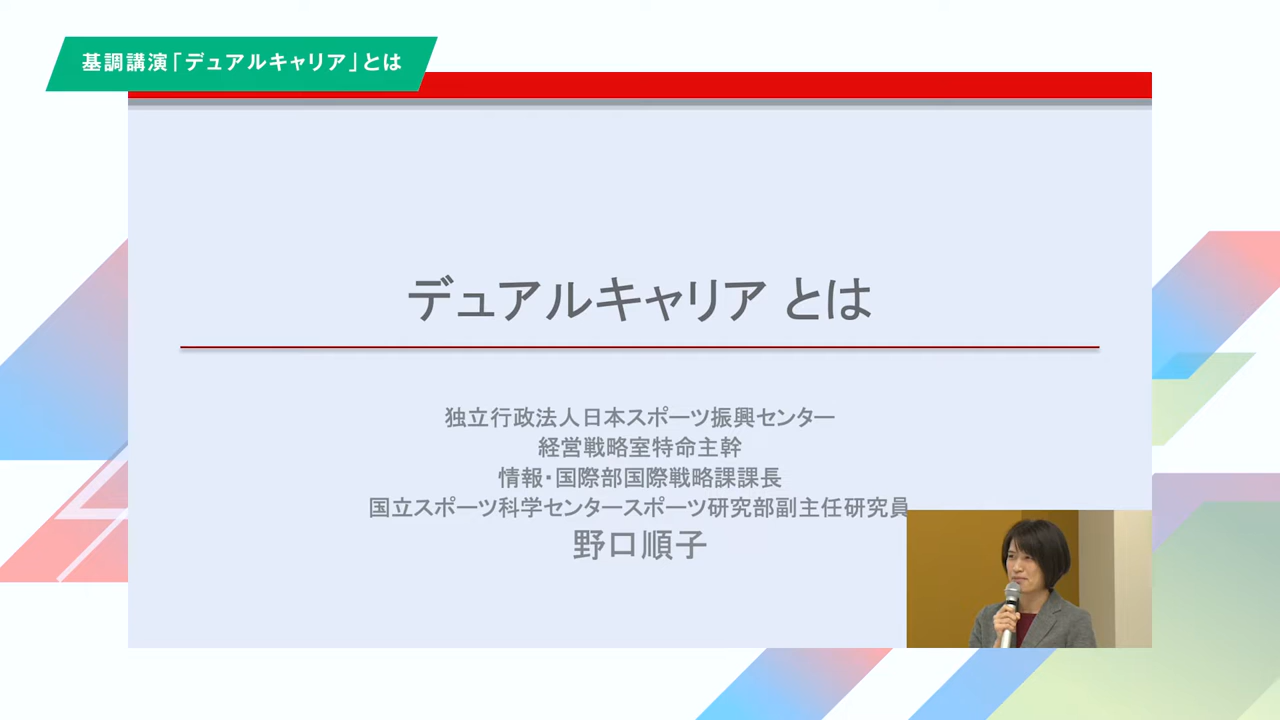 基調講演「デュアルキャリア」とは
デュアルキャリア とは
独立行政法人日本スポーツ振興センター
経営戦略室特命主幹
情報・国際部国際戦略課課長
国立スポーツ科学センタースポーツ研究部副主任研究員
野口順子